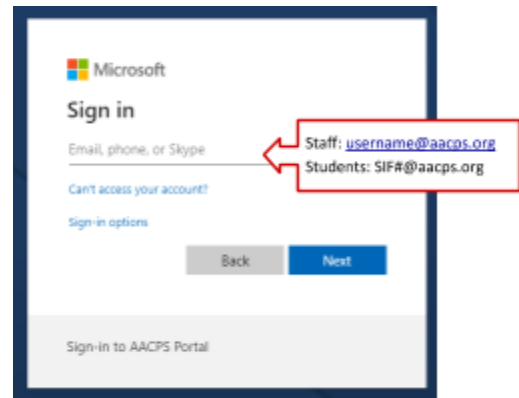 Microsoft
Sign in
Email, phone, or Skype
Staff: username@aacps.org
Students: SIF#@aacps.org
Can't access your account?
Sign-in options
Back
Next
Sign-in to AACPS Portal